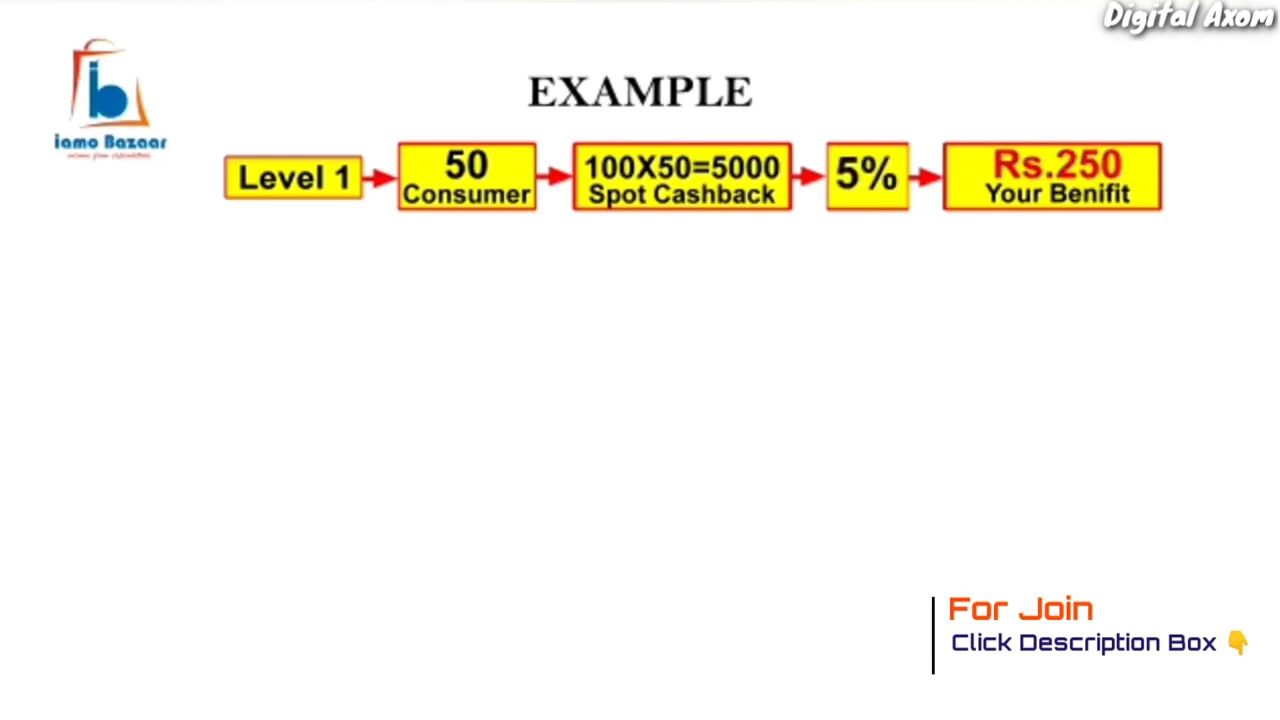 Digital Axom
EXAMPLE
iamo Bazaar
Level 1
50
Consumer
100X50=5000
Spot Cashback
5%
Rs.250
Your Benifit
For Join
Click Description Box 👇